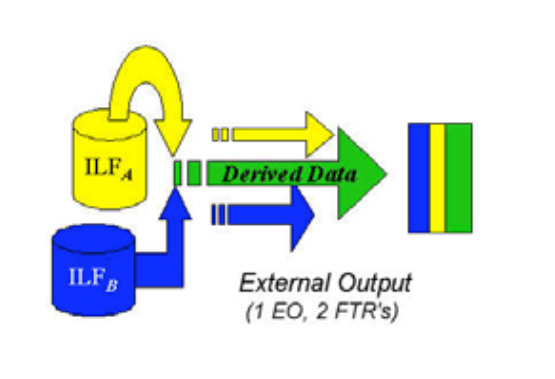 ILFA
Derived Data
ILFB
External Output
(1 EO, 2 FTR's)